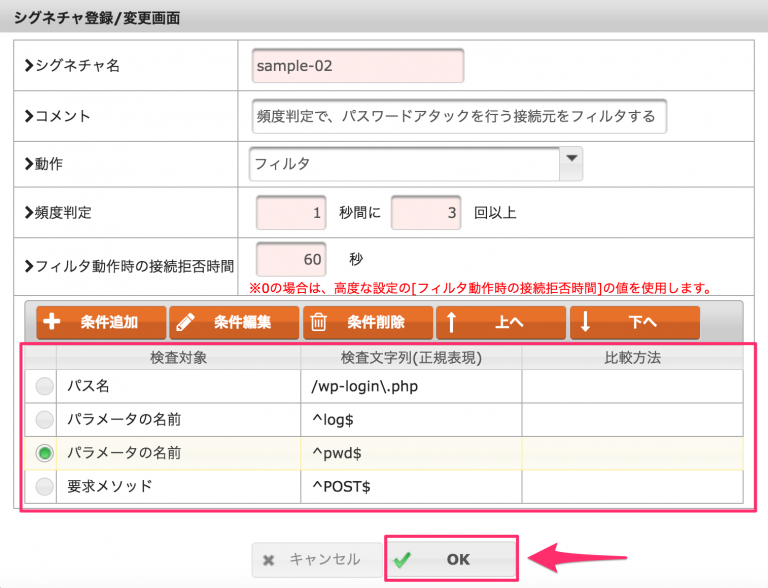 シグネチャ登録/変更画面
シグネチャ名 sample-02
コメント 頻度判定で、パスワードアタックを行う接続元をフィルタする
動作 フィルタ
頻度判定 1 秒間に 3 回以上
フィルタ動作時の接続拒否時間 60 秒
※0の場合は、高度な設定の[フィルタ動作時の接続拒否時間]の値を使用します。
条件追加 条件編集 条件削除 上へ 下へ
検査対象 検査文字列(正規表現) 比較方法
パス名 /wp-login\.php
パラメータの名前 ^log$
パラメータの名前 ^pwd$
要求メソッド ^POST$
キャンセル OK